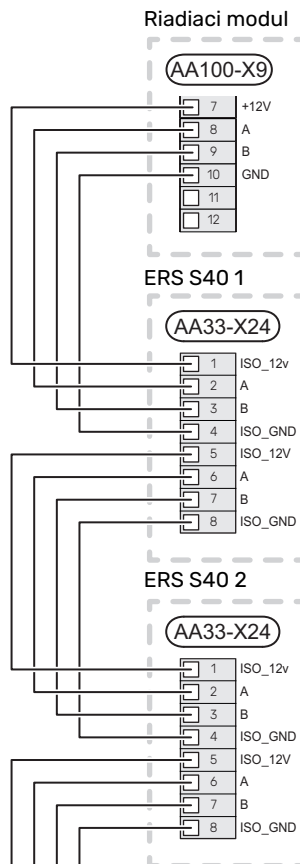 Riadiaci modul
AA100-X9
7 +12V
8 A
9 B
10 GND
11
12
ERS S40 1
AA33-X24
1 ISO_12v
2 A
3 B
4 ISO_GND
5 ISO_12V
6 A
7 B
8 ISO_GND
ERS S40 2
AA33-X24
1 ISO_12v
2 A
3 B
4 ISO_GND
5 ISO_12V
6 A
7 B
8 ISO_GND